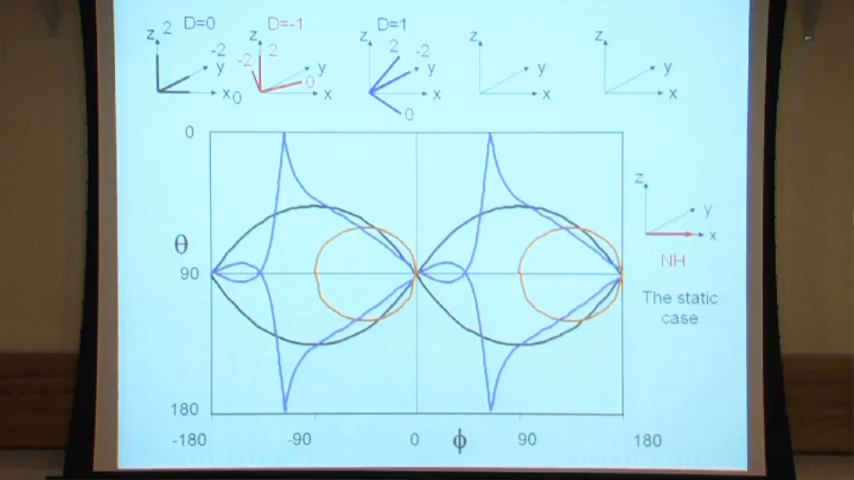 D=0 D=-1 D=1
z 2 -2 y x 0
z -2 2 y 0 x
z 2 -2 y x 0
z y x
z y x
0
θ
90
180
-180 -90 0 ϕ 90 180
z y x
NH
The static
case